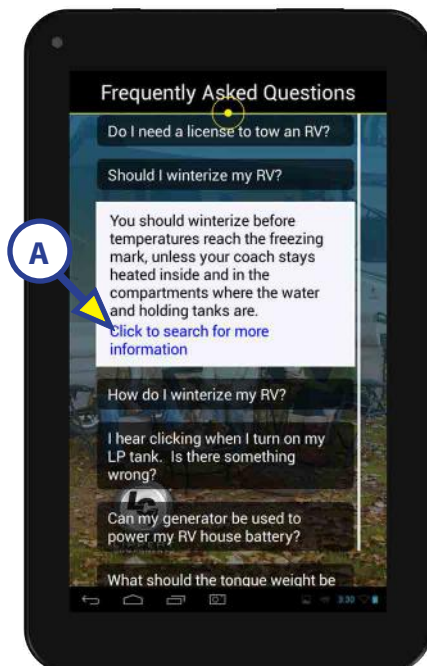 Frequently Asked Questions
Do I need a license to tow an RV?
Should I winterize my RV?
You should winterize before
temperatures reach the freezing
mark, unless your coach stays
heated inside and in the
compartments where the water
and holding tanks are.
Click to search for more
information
A
How do I winterize my RV?
I hear clicking when I turn on my
LP tank. Is there something
wrong?
LC
Can my generator be used to
power my RV house battery?
What should the tongue weight be
3:30